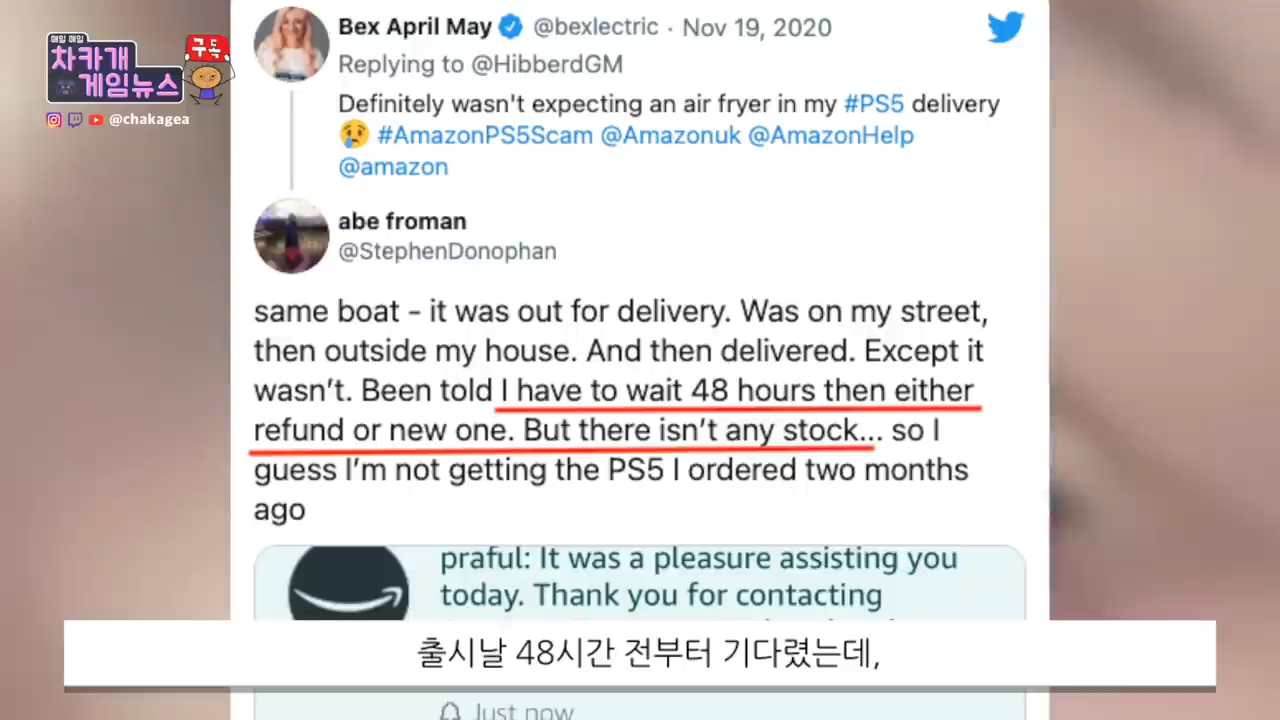 매일 매일
차카개
게임뉴스
구독
@chakagea
Bex April May @bexlectric · Nov 19, 2020
Replying to @HibberdGM
Definitely wasn't expecting an air fryer in my #PS5 delivery
😢 #AmazonPS5Scam @Amazonuk @AmazonHelp
@amazon
abe froman
@StephenDonophan
same boat – it was out for delivery. Was on my street,
then outside my house. And then delivered. Except it
wasn't. Been told I have to wait 48 hours then either
refund or new one. But there isn't any stock... so I
guess I'm not getting the PS5 I ordered two months
ago
praful: It was a pleasure assisting you
today. Thank you for contacting
출시날 48시간 전부터 기다렸는데,
Just now